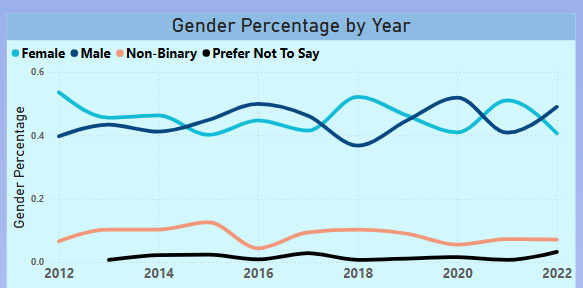 Gender Percentage by Year
Female Male Non-Binary Prefer Not To Say
Gender Percentage
0.6
0.4
0.2
0.0
2012 2014 2016 2018 2020 2022